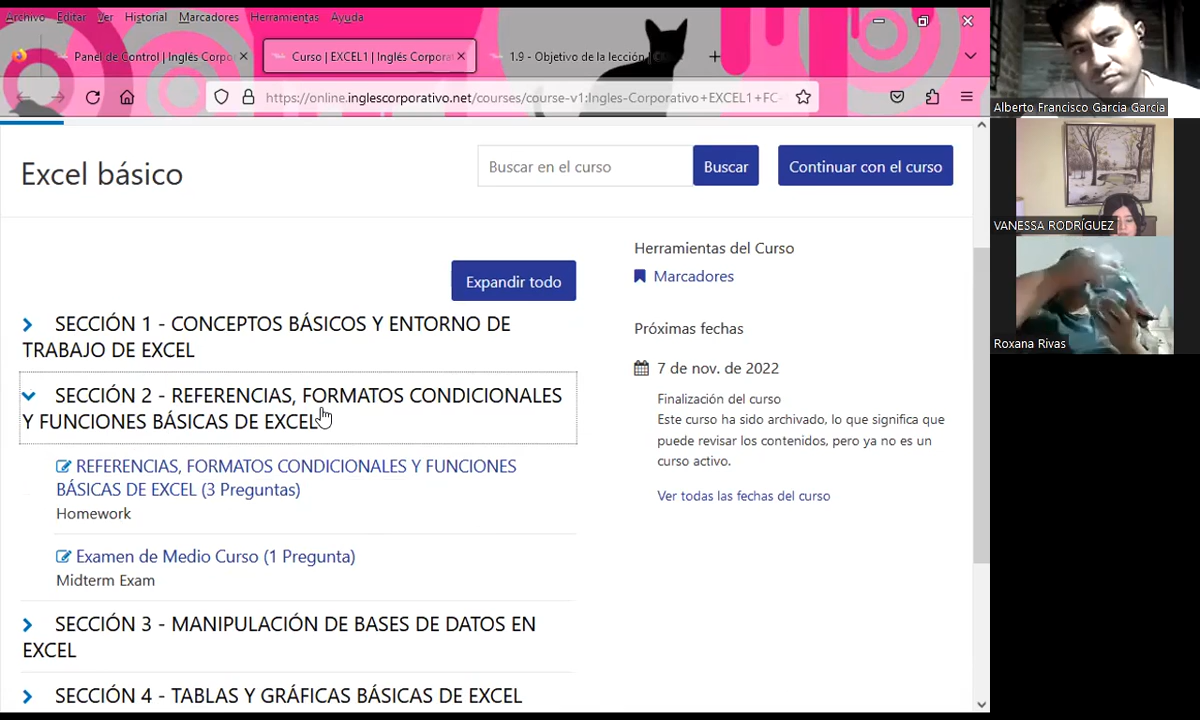 Archivo Editar Ver Historial Marcadores Herramientas Ayuda
Panel de Control | Inglés Corpo
Curso | EXCEL1 | Inglés Corpora
1.9 - Objetivo de la lección |
https://online.inglescorporativo.net/courses/course-v1:Ingles-Corporativo+EXCEL1+FC-
Excel básico
Buscar en el curso
Buscar
Continuar con el curso
Expandir todo
SECCIÓN 1 - CONCEPTOS BÁSICOS Y ENTORNO DE
TRABAJO DE EXCEL
SECCIÓN 2 - REFERENCIAS, FORMATOS CONDICIONALES
Y FUNCIONES BÁSICAS DE EXCEL
REFERENCIAS, FORMATOS CONDICIONALES Y FUNCIONES
BÁSICAS DE EXCEL (3 Preguntas)
Homework
Examen de Medio Curso (1 Pregunta)
Midterm Exam
SECCIÓN 3 - MANIPULACIÓN DE BASES DE DATOS EN
EXCEL
SECCIÓN 4 - TABLAS Y GRÁFICAS BÁSICAS DE EXCEL
Herramientas del Curso
Marcadores
Próximas fechas
7 de nov. de 2022
Finalización del curso
Este curso ha sido archivado, lo que significa que
puede revisar los contenidos, pero ya no es un
curso activo.
Ver todas las fechas del curso
Alberto Francisco Garcia Garcia
VANESSA RODRÍGUEZ
Roxana Rivas